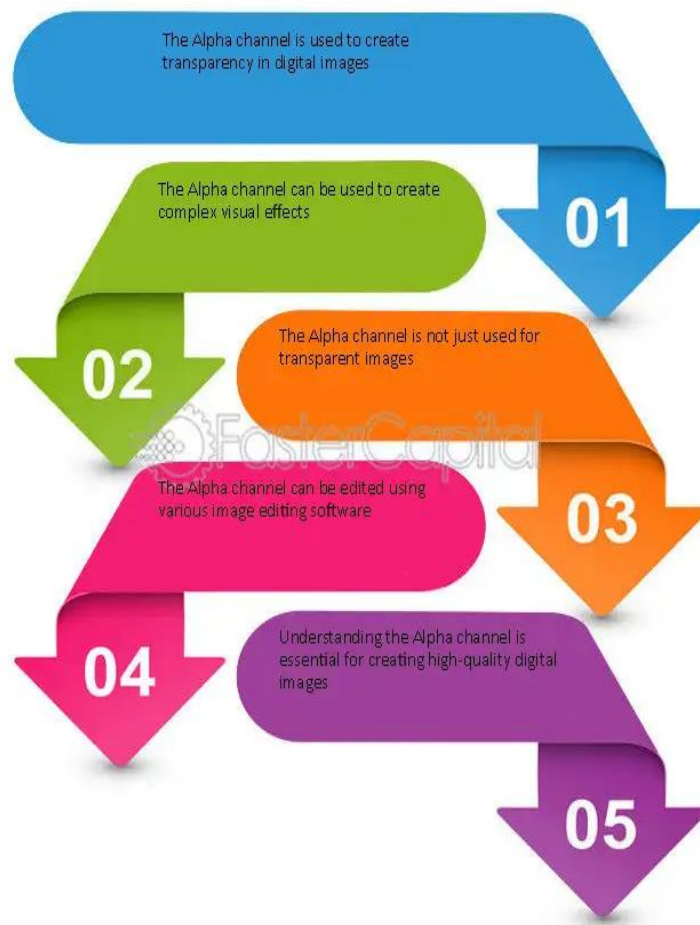 The Alpha channel is used to create
transparency in digital images
01
The Alpha channel can be used to create
complex visual effects
02
The Alpha channel is not just used for
transparent images
03
FasterCapital
The Alpha channel can be edited using
various image editing software
04
Understanding the Alpha channel is
essential for creating high-quality digital
images
05